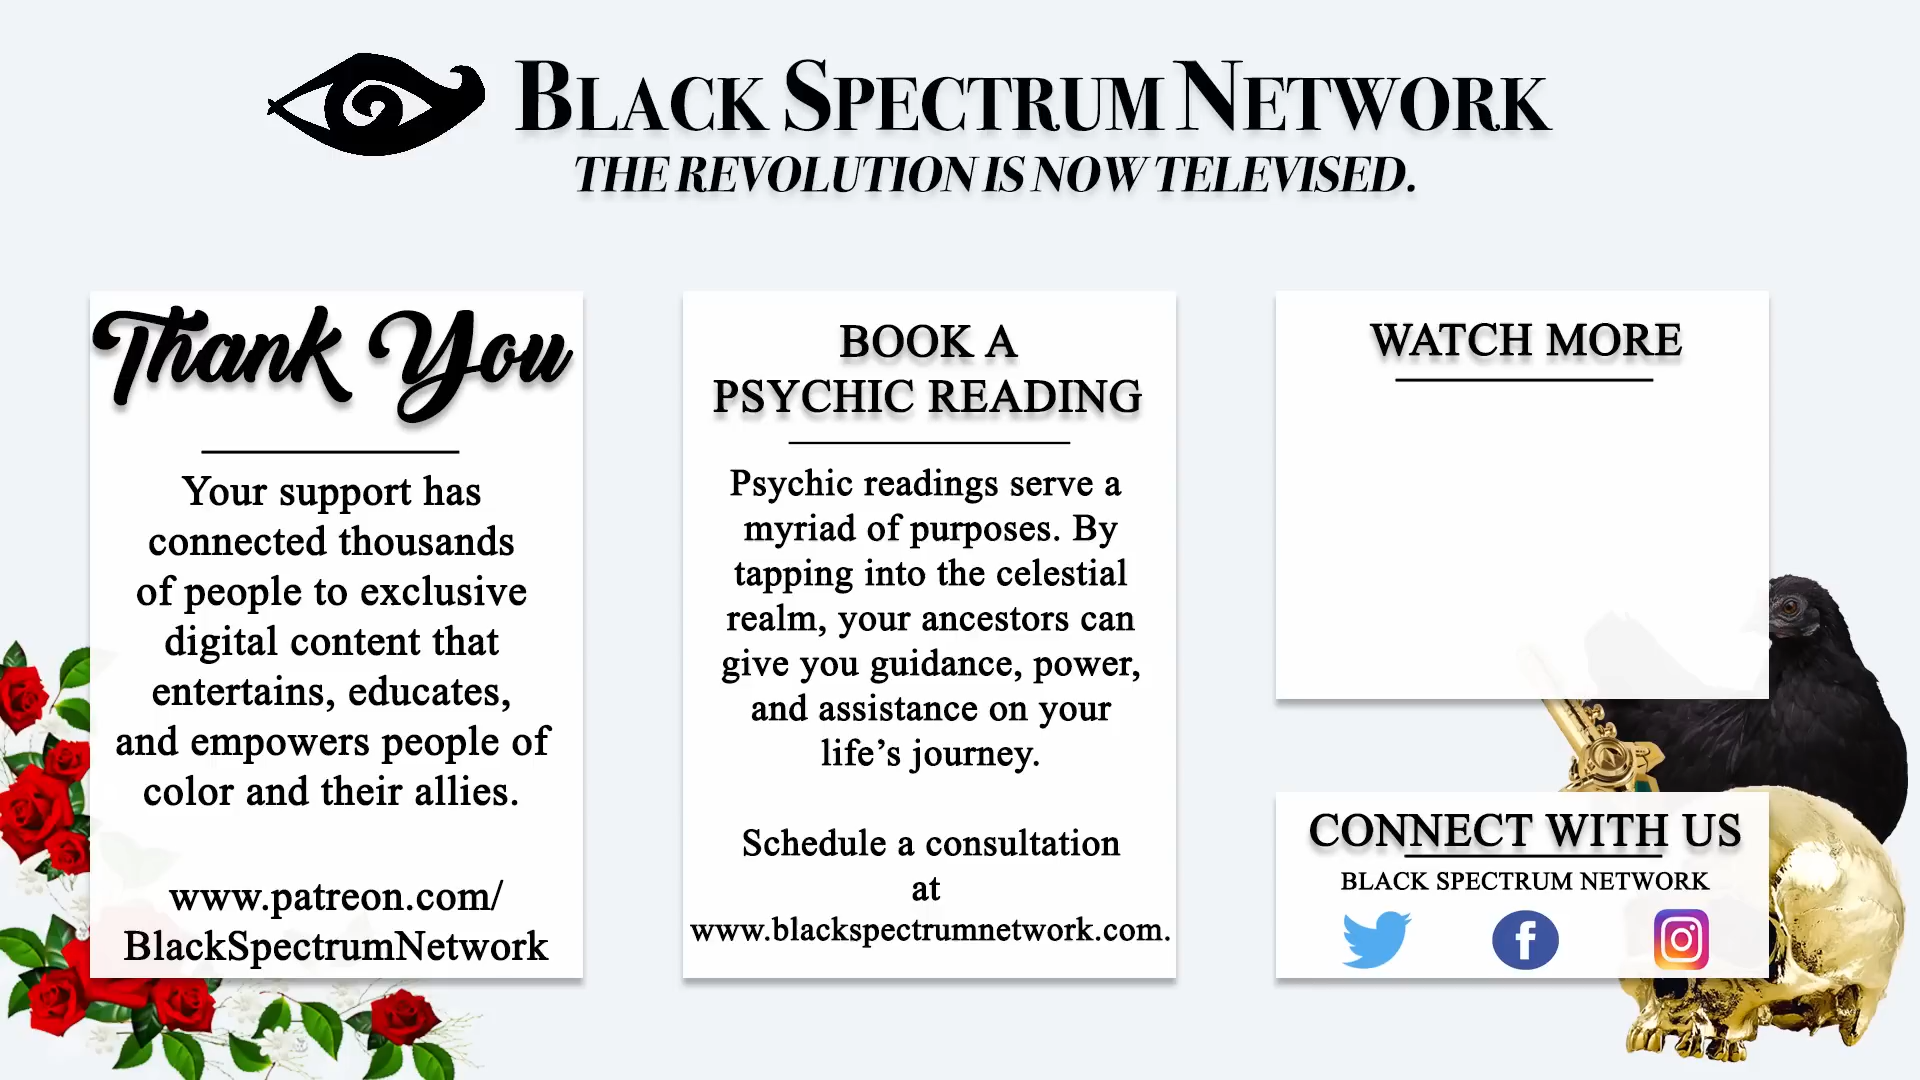 BLACK SPECTRUM NETWORK
THE REVOLUTION IS NOW TELEVISED.
Thank You
Your support has
connected thousands
of people to exclusive
digital content that
entertains, educates,
and empowers people of
color and their allies.
www.patreon.com/
BlackSpectrumNetwork
BOOK A
PSYCHIC READING
Psychic readings serve a
myriad of purposes. By
tapping into the celestial
realm, your ancestors can
give you guidance, power,
and assistance on your
life’s journey.
Schedule a consultation
at
www.blackspectrumnetwork.com.
WATCH MORE
CONNECT WITH US
BLACK SPECTRUM NETWORK